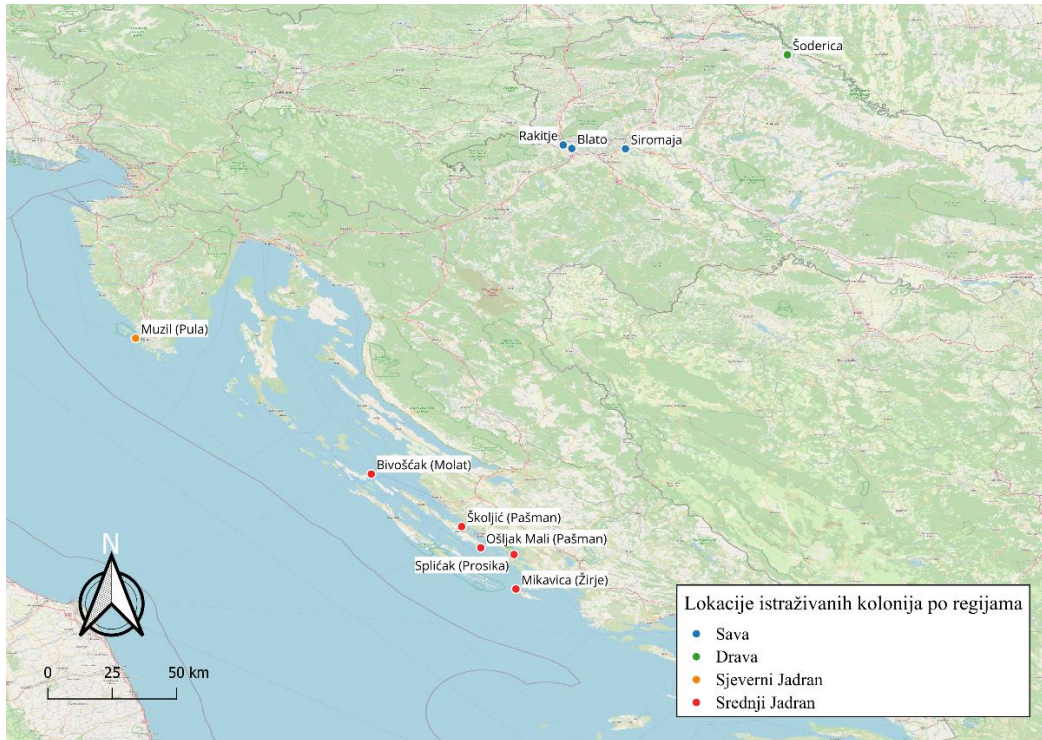 Šoderica
Rakitje
Blato
Siromaja
Muzil (Pula)
Bivošćak (Molat)
Školjić (Pašman)
Ošljak Mali (Pašman)
Splićak (Prosika)
Mikavica (Žirje)
N
0 25 50 km
Lokacije istraživanih kolonija po regijama
Sava
Drava
Sjeverni Jadran
Srednji Jadran